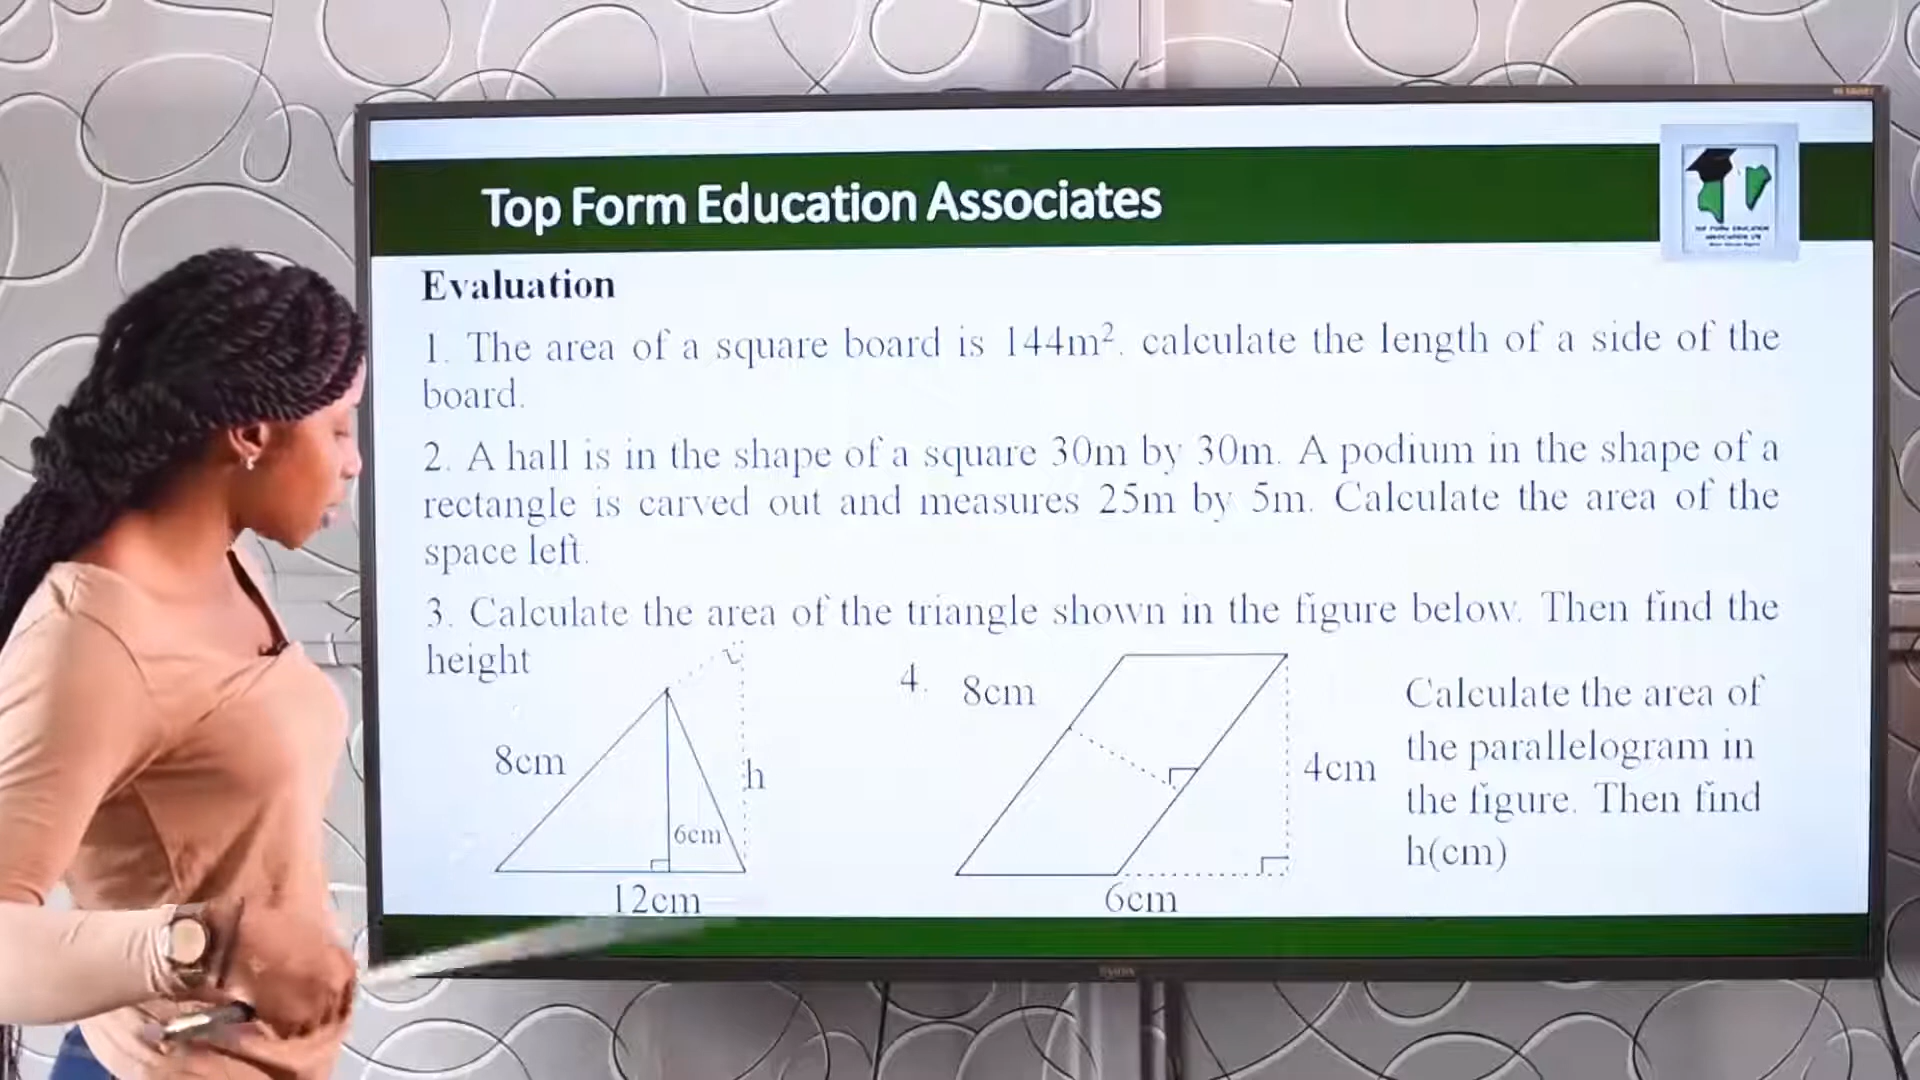 Top Form Education Associates
Evaluation
1. The area of a square board is 144m². calculate the length of a side of the
board.
2. A hall is in the shape of a square 30m by 30m. A podium in the shape of a
rectangle is carved out and measures 25m by 5m. Calculate the area of the
space left.
3. Calculate the area of the triangle shown in the figure below. Then find the
height
8cm
h
6cm
12cm
4.
8cm
4cm
6cm
Calculate the area of
the parallelogram in
the figure. Then find
h(cm)